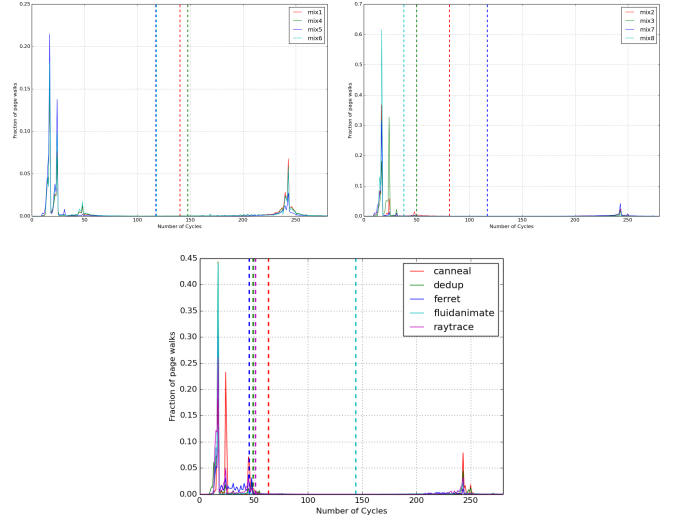 0.25
0.20
0.15
0.10
0.05
0.00
Fraction of page walks
0 50 100 150 200 250
Number of Cycles
mix1
mix4
mix5
mix6
0.7
0.6
0.5
0.4
0.3
0.2
0.1
0.0
Fraction of page walks
0 50 100 150 200 250
Number of Cycles
mix2
mix3
mix7
mix8
0.45
0.40
0.35
0.30
0.25
0.20
0.15
0.10
0.05
0.00
Fraction of page walks
0 50 100 150 200 250
Number of Cycles
canneal
dedup
ferret
fluidanimate
raytrace